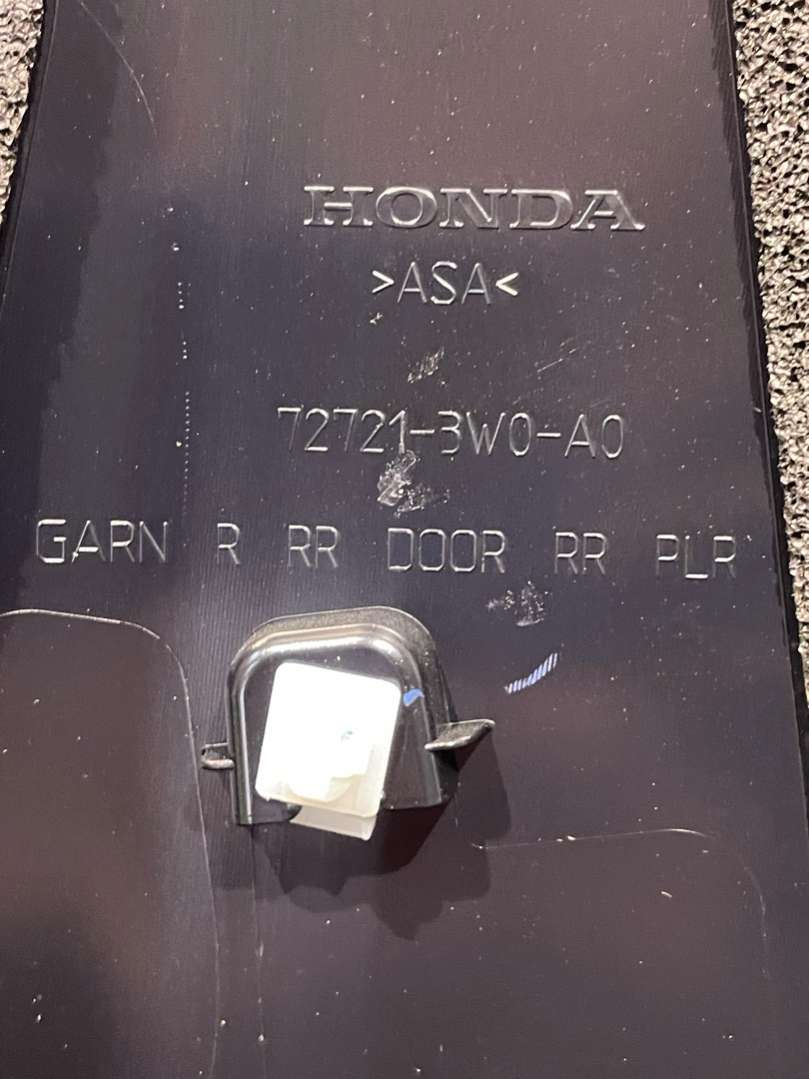 HONDA
>ASA<
72721-3W0-A0
GARN R RR DOOR RR PLR